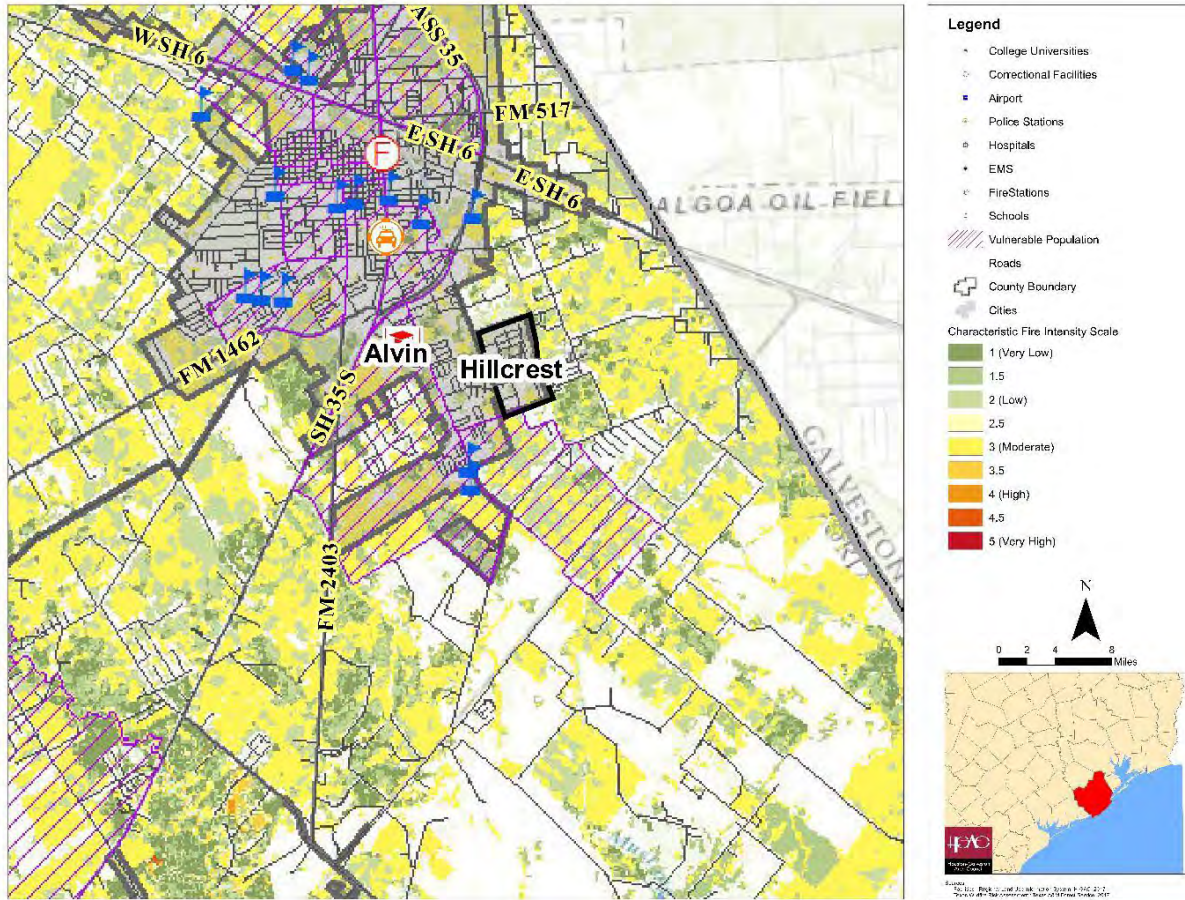 W SH 6
ASS 35
FM 517
E SH 6
E SH 6
ALGOA OIL FIEL
F
FM 1462
Alvin
Hillcrest
SH 35 S
GALVESTON
FM 2403
Legend
College Universities
Correctional Facilities
Airport
Police Stations
Hospitals
EMS
FireStations
Schools
Vulnerable Population
Roads
County Boundary
Cities
Characteristic Fire Intensity Scale
1 (Very Low)
1.5
2 (Low)
2.5
3 (Moderate)
3.5
4 (High)
4.5
5 (Very High)
N
0 2 4 8
Miles